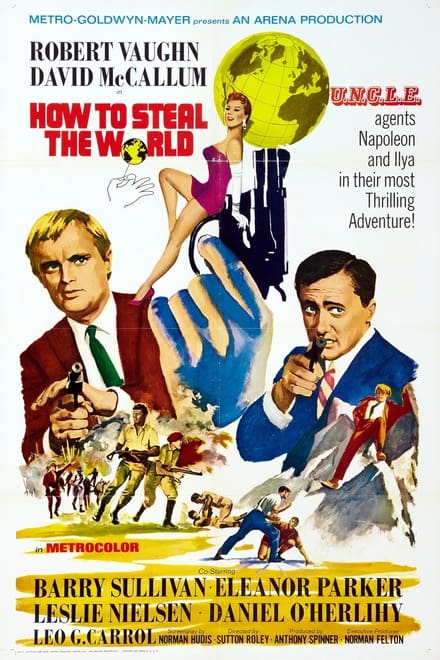 METRO-GOLDWYN-MAYER presents AN ARENA PRODUCTION
ROBERT VAUGHN
DAVID McCALLUM
in
HOW TO STEAL
THE WORLD
U.N.C.L.E.
agents
Napoleon
and Ilya
in their most
Thrilling
Adventure!
in METROCOLOR
Co-Starring
BARRY SULLIVAN · ELEANOR PARKER
LESLIE NIELSEN · DANIEL O'HERLIHY
LEO G. CARROL · Screenplay by NORMAN HUDIS · Directed by SUTTON ROLEY · Produced by ANTHONY SPINNER · Executive Producer NORMAN FELTON